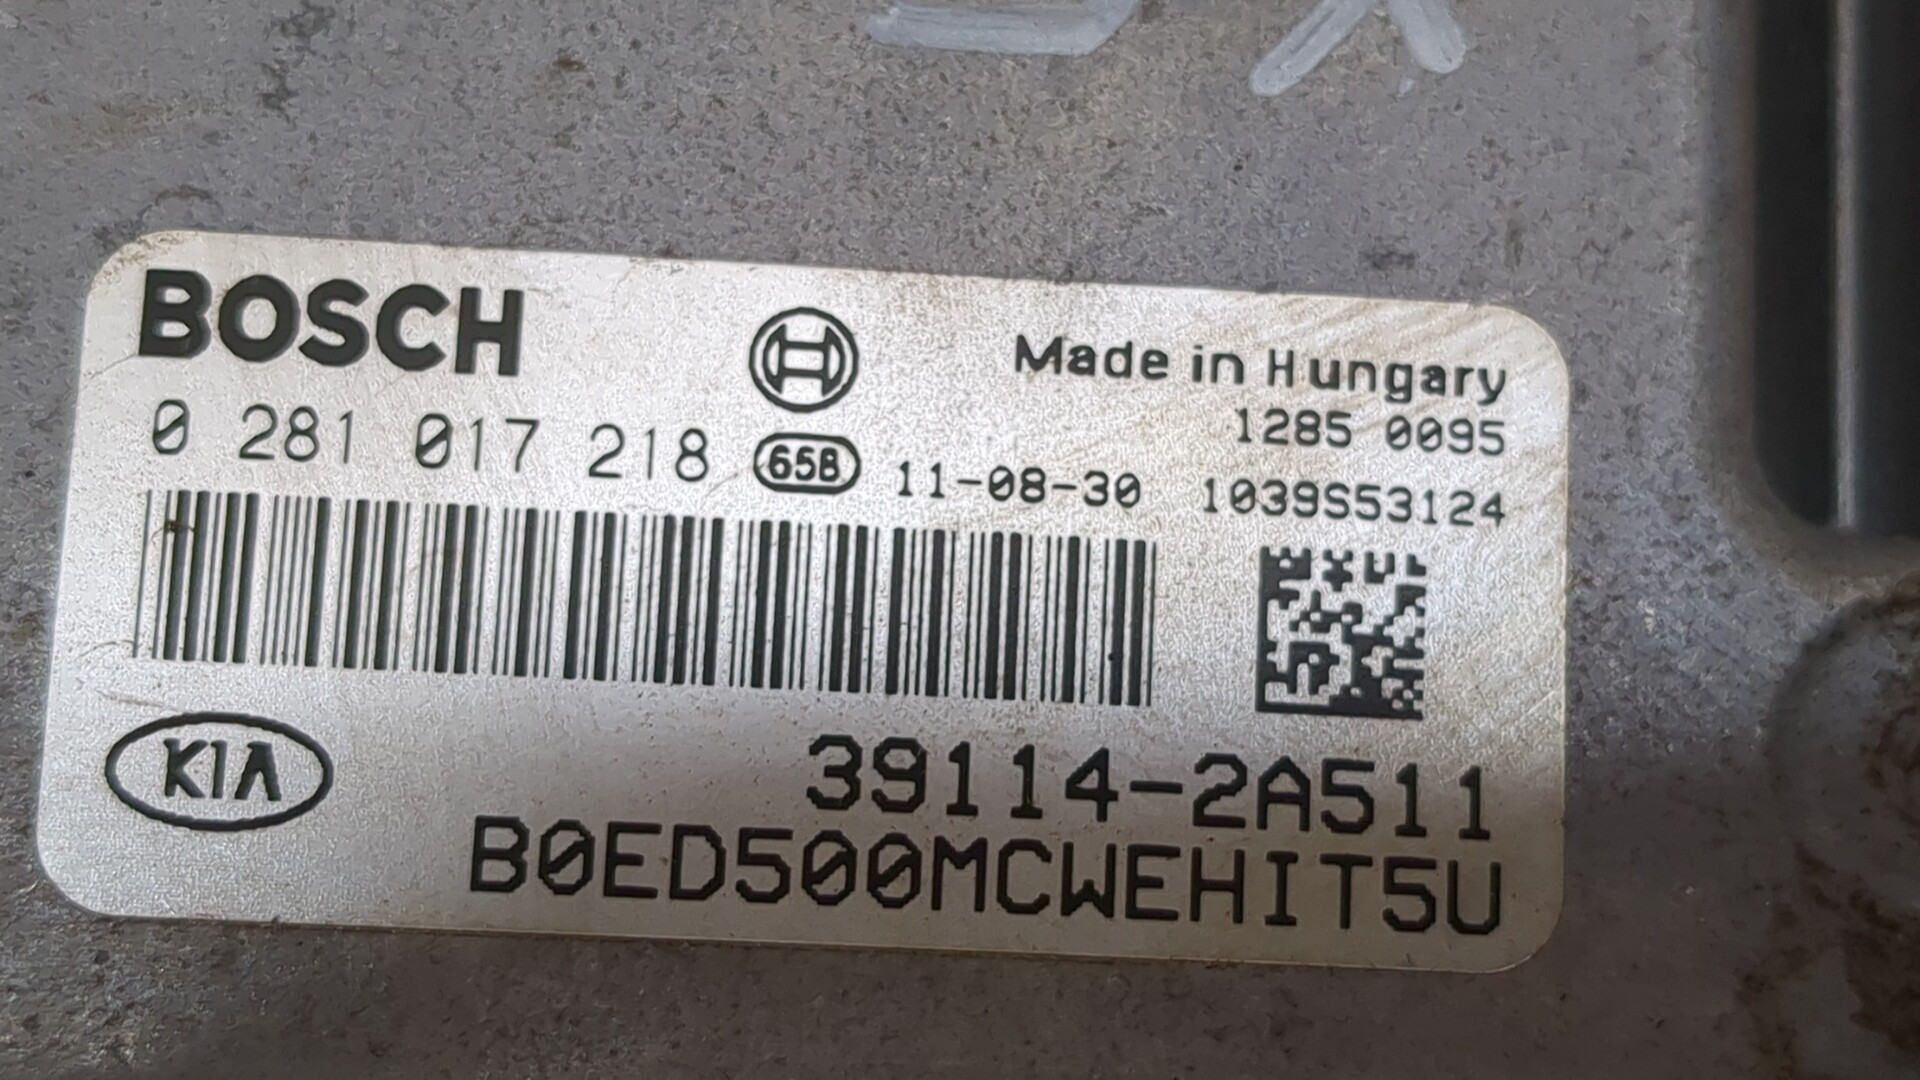 BOSCH
Made in Hungary
1285 0095
0 281 017 218 65B 11-08-30 1039S53124
KIA
39114-2A511
B0ED500MCWEHIT5U